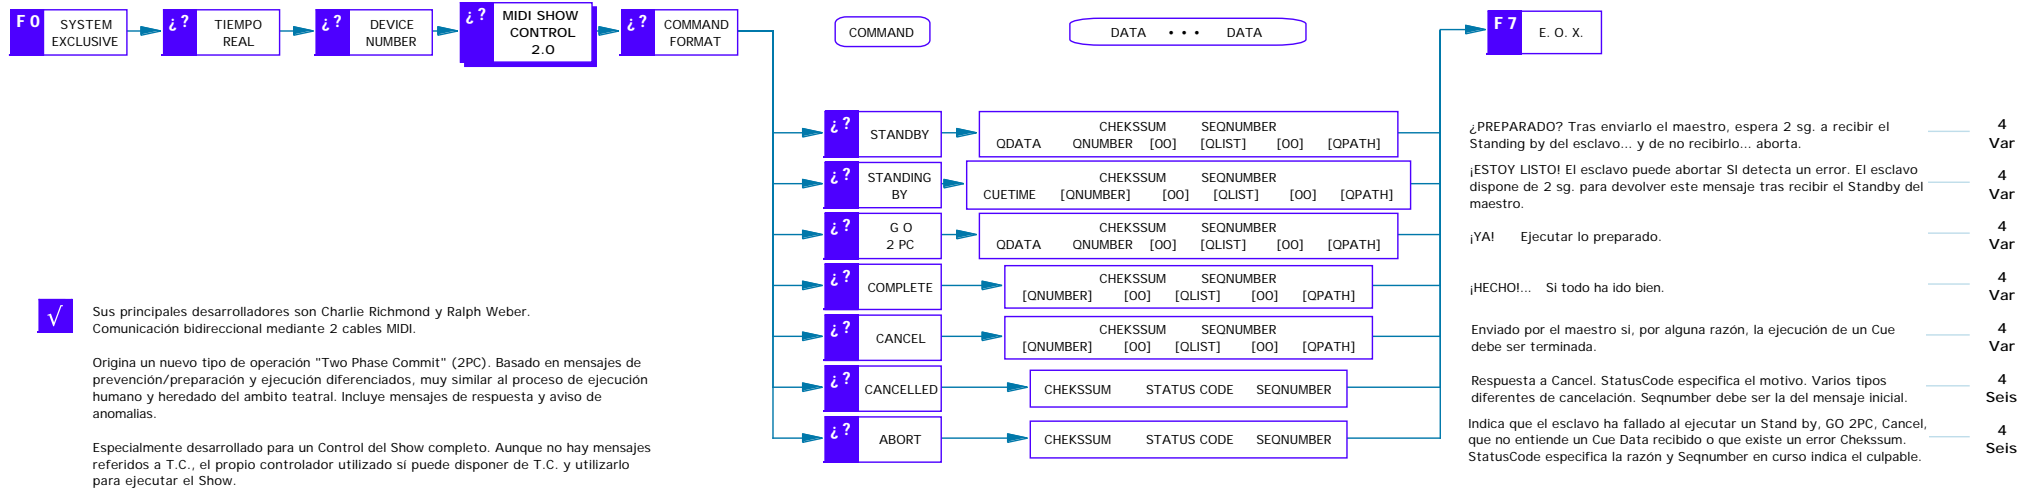 F 0 SYSTEM EXCLUSIVE
¿ ? TIEMPO REAL
¿ ? DEVICE NUMBER
¿ ? MIDI SHOW CONTROL 2.0
¿ ? COMMAND FORMAT
COMMAND
DATA • • • DATA
F 7 E. O. X.
¿ ? STANDBY
CHEKSSUM SEQNUMBER
QDATA QNUMBER [00] [QLIST] [00] [QPATH]
¿PREPARADO? Tras enviarlo el maestro, espera 2 sg. a recibir el
Standing by del esclavo... y de no recibirlo... aborta.
4
Var
¿ ? STANDING BY
CHEKSSUM SEQNUMBER
CUETIME [QNUMBER] [00] [QLIST] [00] [QPATH]
¡ESTOY LISTO! El esclavo puede abortar SI detecta un error. El esclavo
dispone de 2 sg. para devolver este mensaje tras recibir el Standby del
maestro.
4
Var
¿ ? G O 2 PC
CHEKSSUM SEQNUMBER
QDATA QNUMBER [00] [QLIST] [00] [QPATH]
¡YA! Ejecutar lo preparado.
4
Var
¿ ? COMPLETE
CHEKSSUM SEQNUMBER
[QNUMBER] [00] [QLIST] [00] [QPATH]
¡HECHO!... Si todo ha ido bien.
4
Var
¿ ? CANCEL
CHEKSSUM SEQNUMBER
[QNUMBER] [00] [QLIST] [00] [QPATH]
Enviado por el maestro si, por alguna razón, la ejecución de un Cue
debe ser terminada.
4
Var
¿ ? CANCELLED
CHEKSSUM STATUS CODE SEQNUMBER
Respuesta a Cancel. StatusCode especifica el motivo. Varios tipos
diferentes de cancelación. Seqnumber debe ser la del mensaje inicial.
4
Seis
¿ ? ABORT
CHEKSSUM STATUS CODE SEQNUMBER
Indica que el esclavo ha fallado al ejecutar un Stand by, GO 2PC, Cancel,
que no entiende un Cue Data recibido o que existe un error Chekssum.
StatusCode especifica la razón y Seqnumber en curso indica el culpable.
4
Seis
√
Sus principales desarrolladores son Charlie Richmond y Ralph Weber.
Comunicación bidireccional mediante 2 cables MIDI.
Origina un nuevo tipo de operación "Two Phase Commit" (2PC). Basado en mensajes de
prevención/preparación y ejecución diferenciados, muy similar al proceso de ejecución
humano y heredado del ambito teatral. Incluye mensajes de respuesta y aviso de
anomalias.
Especialmente desarrollado para un Control del Show completo. Aunque no hay mensajes
referidos a T.C., el propio controlador utilizado sí puede disponer de T.C. y utilizarlo
para ejecutar el Show.